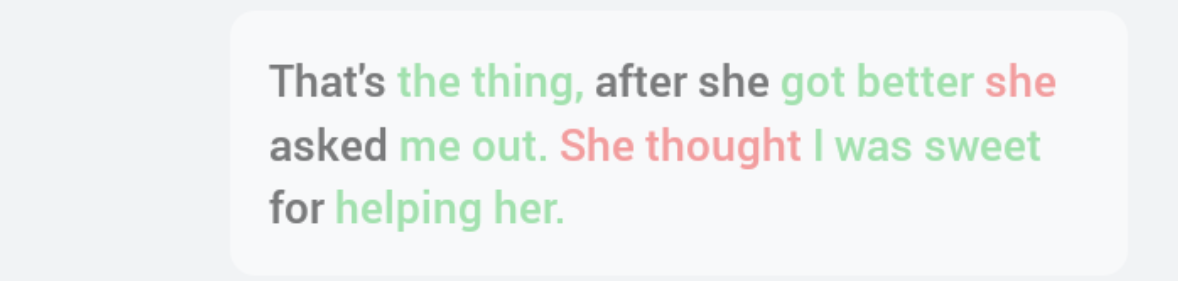 That's the thing, after she got better she
asked me out. She thought I was sweet
for helping her.